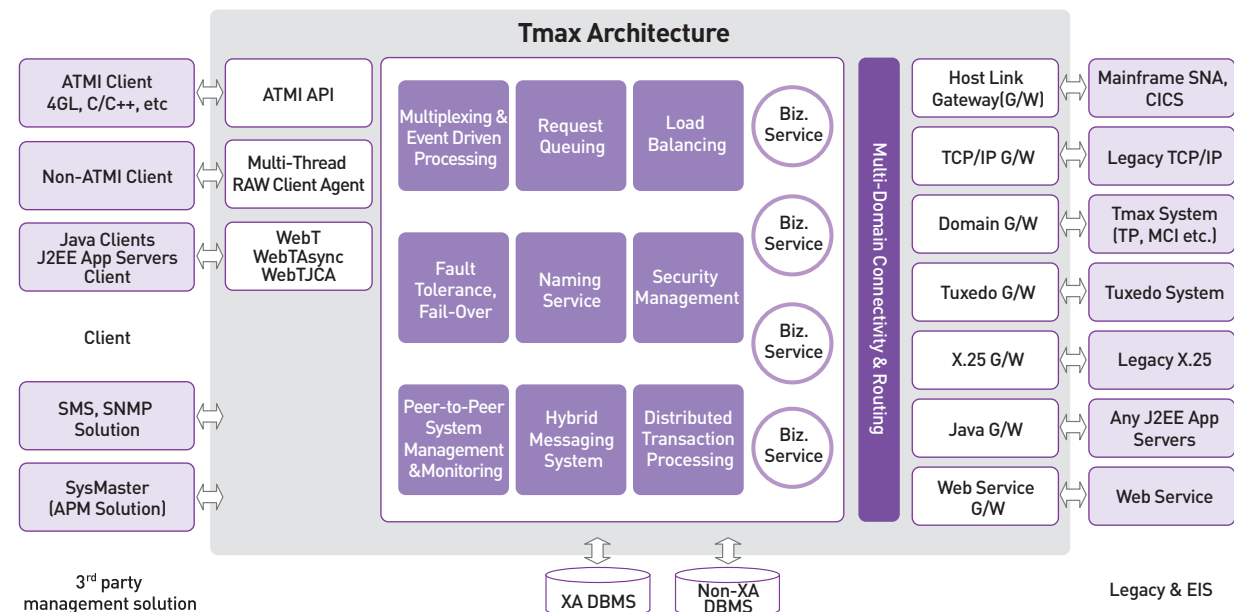 Tmax Architecture
ATMI Client
4GL, C/C++, etc
Non-ATMI Client
Java Clients
J2EE App Servers
Client
Client
SMS, SNMP
Solution
SysMaster
(APM Solution)
3rd party
management solution
ATMI API
Multi-Thread
RAW Client Agent
WebT
WebTAsync
WebTJCA
Multiplexing &
Event Driven
Processing
Request
Queuing
Load
Balancing
Fault
Tolerance,
Fail-Over
Naming
Service
Security
Management
Peer-to-Peer
System
Management
&Monitoring
Hybrid
Messaging
System
Distributed
Transaction
Processing
Biz.
Service
Biz.
Service
Biz.
Service
Biz.
Service
XA DBMS
Non-XA
DBMS
Multi-Domain Connectivity & Routing
Host Link
Gateway(G/W)
TCP/IP G/W
Domain G/W
Tuxedo G/W
X.25 G/W
Java G/W
Web Service
G/W
Mainframe SNA,
CICS
Legacy TCP/IP
Tmax System
(TP, MCI etc.)
Tuxedo System
Legacy X.25
Any J2EE App
Servers
Web Service
Legacy & EIS